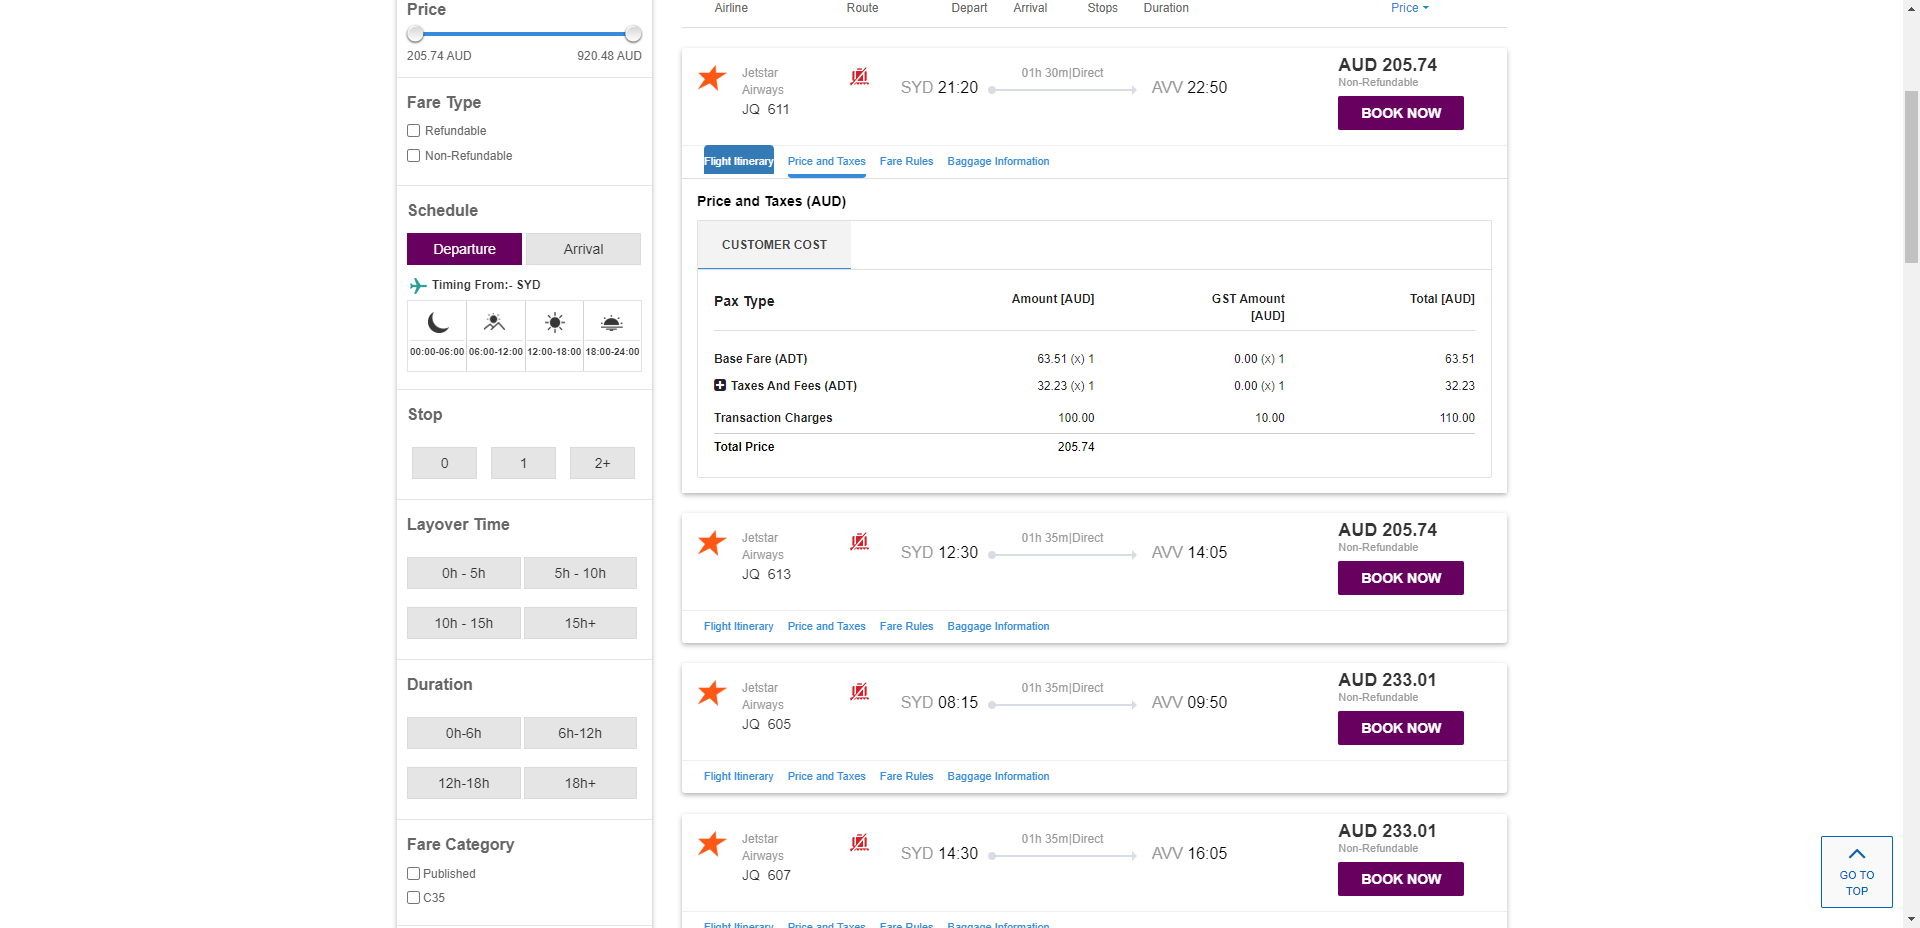 Price
205.74 AUD 920.48 AUD
Fare Type
Refundable
Non-Refundable
Schedule
Departure Arrival
Timing From:- SYD
00:00-06:00 06:00-12:00 12:00-18:00 18:00-24:00
Stop
0 1 2+
Layover Time
0h - 5h 5h - 10h
10h - 15h 15h+
Duration
0h-6h 6h-12h
12h-18h 18h+
Fare Category
Published
C35
Airline Route Depart Arrival Stops Duration Price
Jetstar
Airways
JQ 611
SYD 21:20
01h 30m|Direct
AVV 22:50
AUD 205.74
Non-Refundable
BOOK NOW
Flight Itinerary Price and Taxes Fare Rules Baggage Information
Price and Taxes (AUD)
CUSTOMER COST
Pax Type Amount [AUD] GST Amount [AUD] Total [AUD]
Base Fare (ADT) 63.51 (x) 1 0.00 (x) 1 63.51
Taxes And Fees (ADT) 32.23 (x) 1 0.00 (x) 1 32.23
Transaction Charges 100.00 10.00 110.00
Total Price 205.74
Jetstar
Airways
JQ 613
SYD 12:30
01h 35m|Direct
AVV 14:05
AUD 205.74
Non-Refundable
BOOK NOW
Flight Itinerary Price and Taxes Fare Rules Baggage Information
Jetstar
Airways
JQ 605
SYD 08:15
01h 35m|Direct
AVV 09:50
AUD 233.01
Non-Refundable
BOOK NOW
Flight Itinerary Price and Taxes Fare Rules Baggage Information
Jetstar
Airways
JQ 607
SYD 14:30
01h 35m|Direct
AVV 16:05
AUD 233.01
Non-Refundable
BOOK NOW
Flight Itinerary Price and Taxes Fare Rules Baggage Information
GO TO
TOP